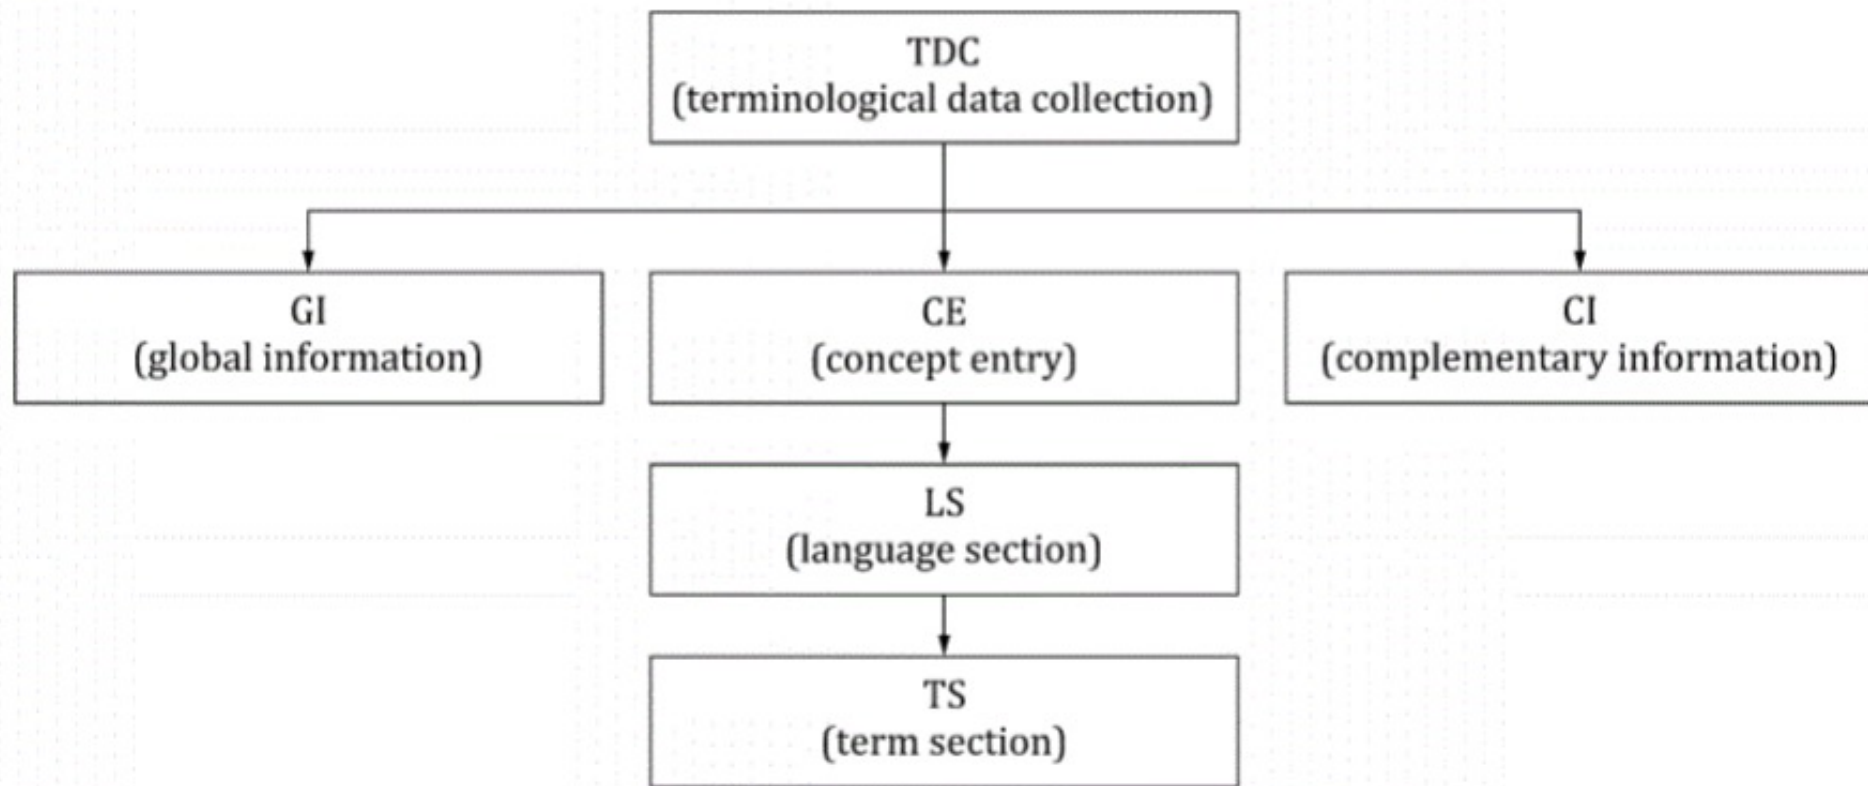 TDC
(terminological data collection)
GI
(global information)
CE
(concept entry)
CI
(complementary information)
LS
(language section)
TS
(term section)